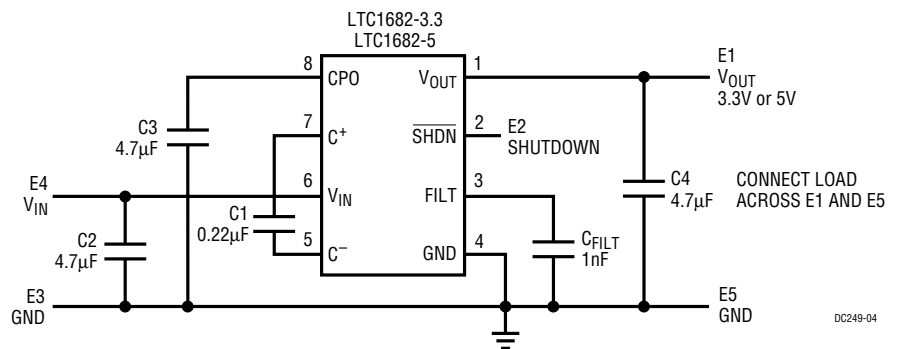 LTC1682-3.3
LTC1682-5
8
CPO
VOUT
1
E1
VOUT
3.3V or 5V
C3
4.7µF
7
C+
SHDN
2
E2
SHUTDOWN
E4
VIN
6
VIN
FILT
3
C4
4.7µF
CONNECT LOAD
ACROSS E1 AND E5
C1
0.22µF
C2
4.7µF
5
C–
GND
4
CFILT
1nF
E3
GND
E5
GND
DC249-04